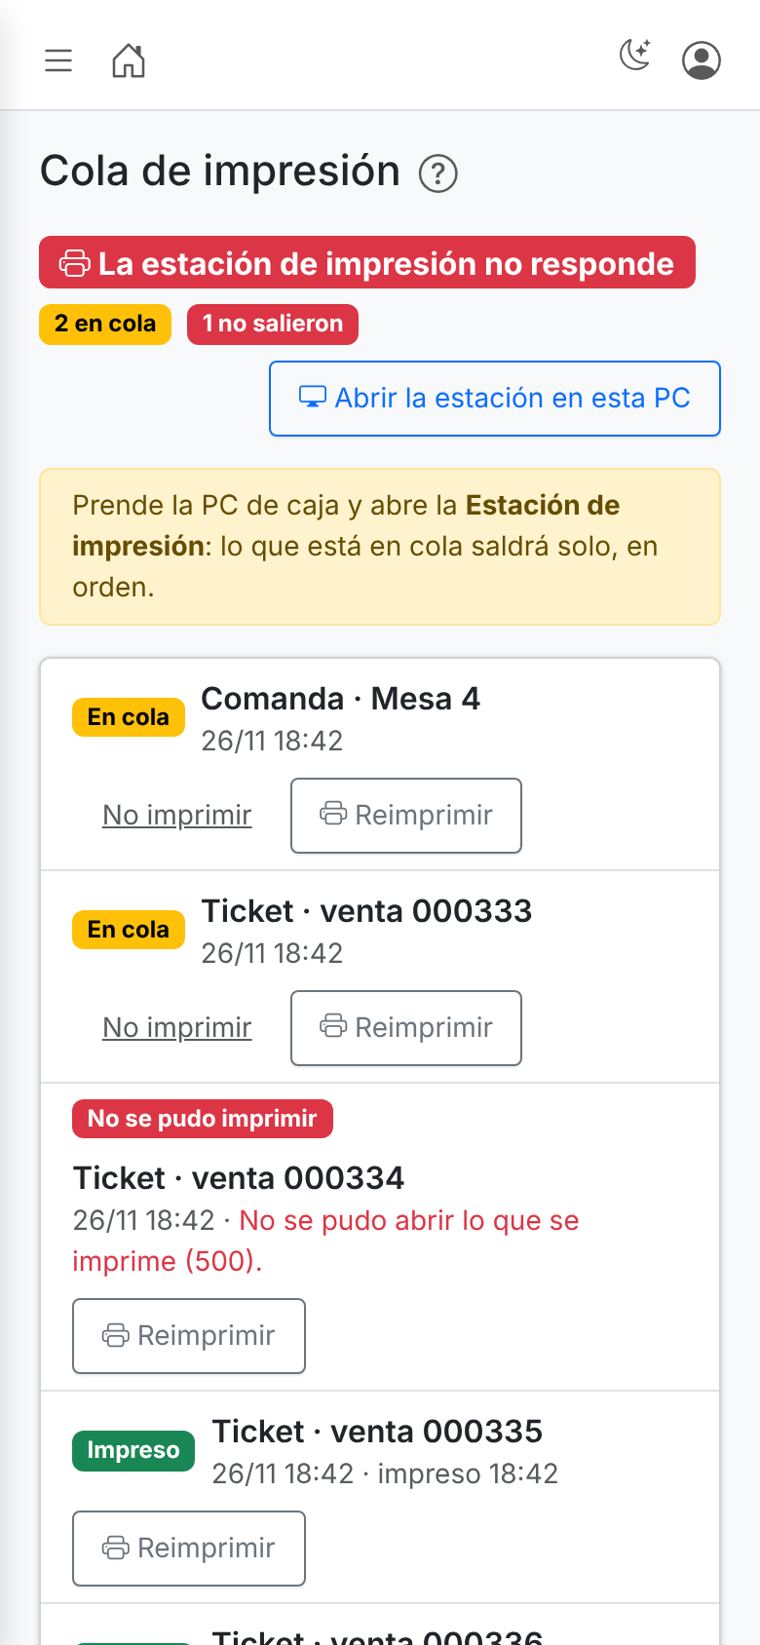 Cola de impresión ?
La estación de impresión no responde
2 en cola 1 no salieron
Abrir la estación en esta PC
Prende la PC de caja y abre la Estación de
impresión: lo que está en cola saldrá solo, en
orden.
En cola Comanda · Mesa 4
26/11 18:42
No imprimir Reimprimir
En cola Ticket · venta 000333
26/11 18:42
No imprimir Reimprimir
No se pudo imprimir
Ticket · venta 000334
26/11 18:42 · No se pudo abrir lo que se
imprime (500).
Reimprimir
Impreso Ticket · venta 000335
26/11 18:42 · impreso 18:42
Reimprimir
Ticket · venta 000336